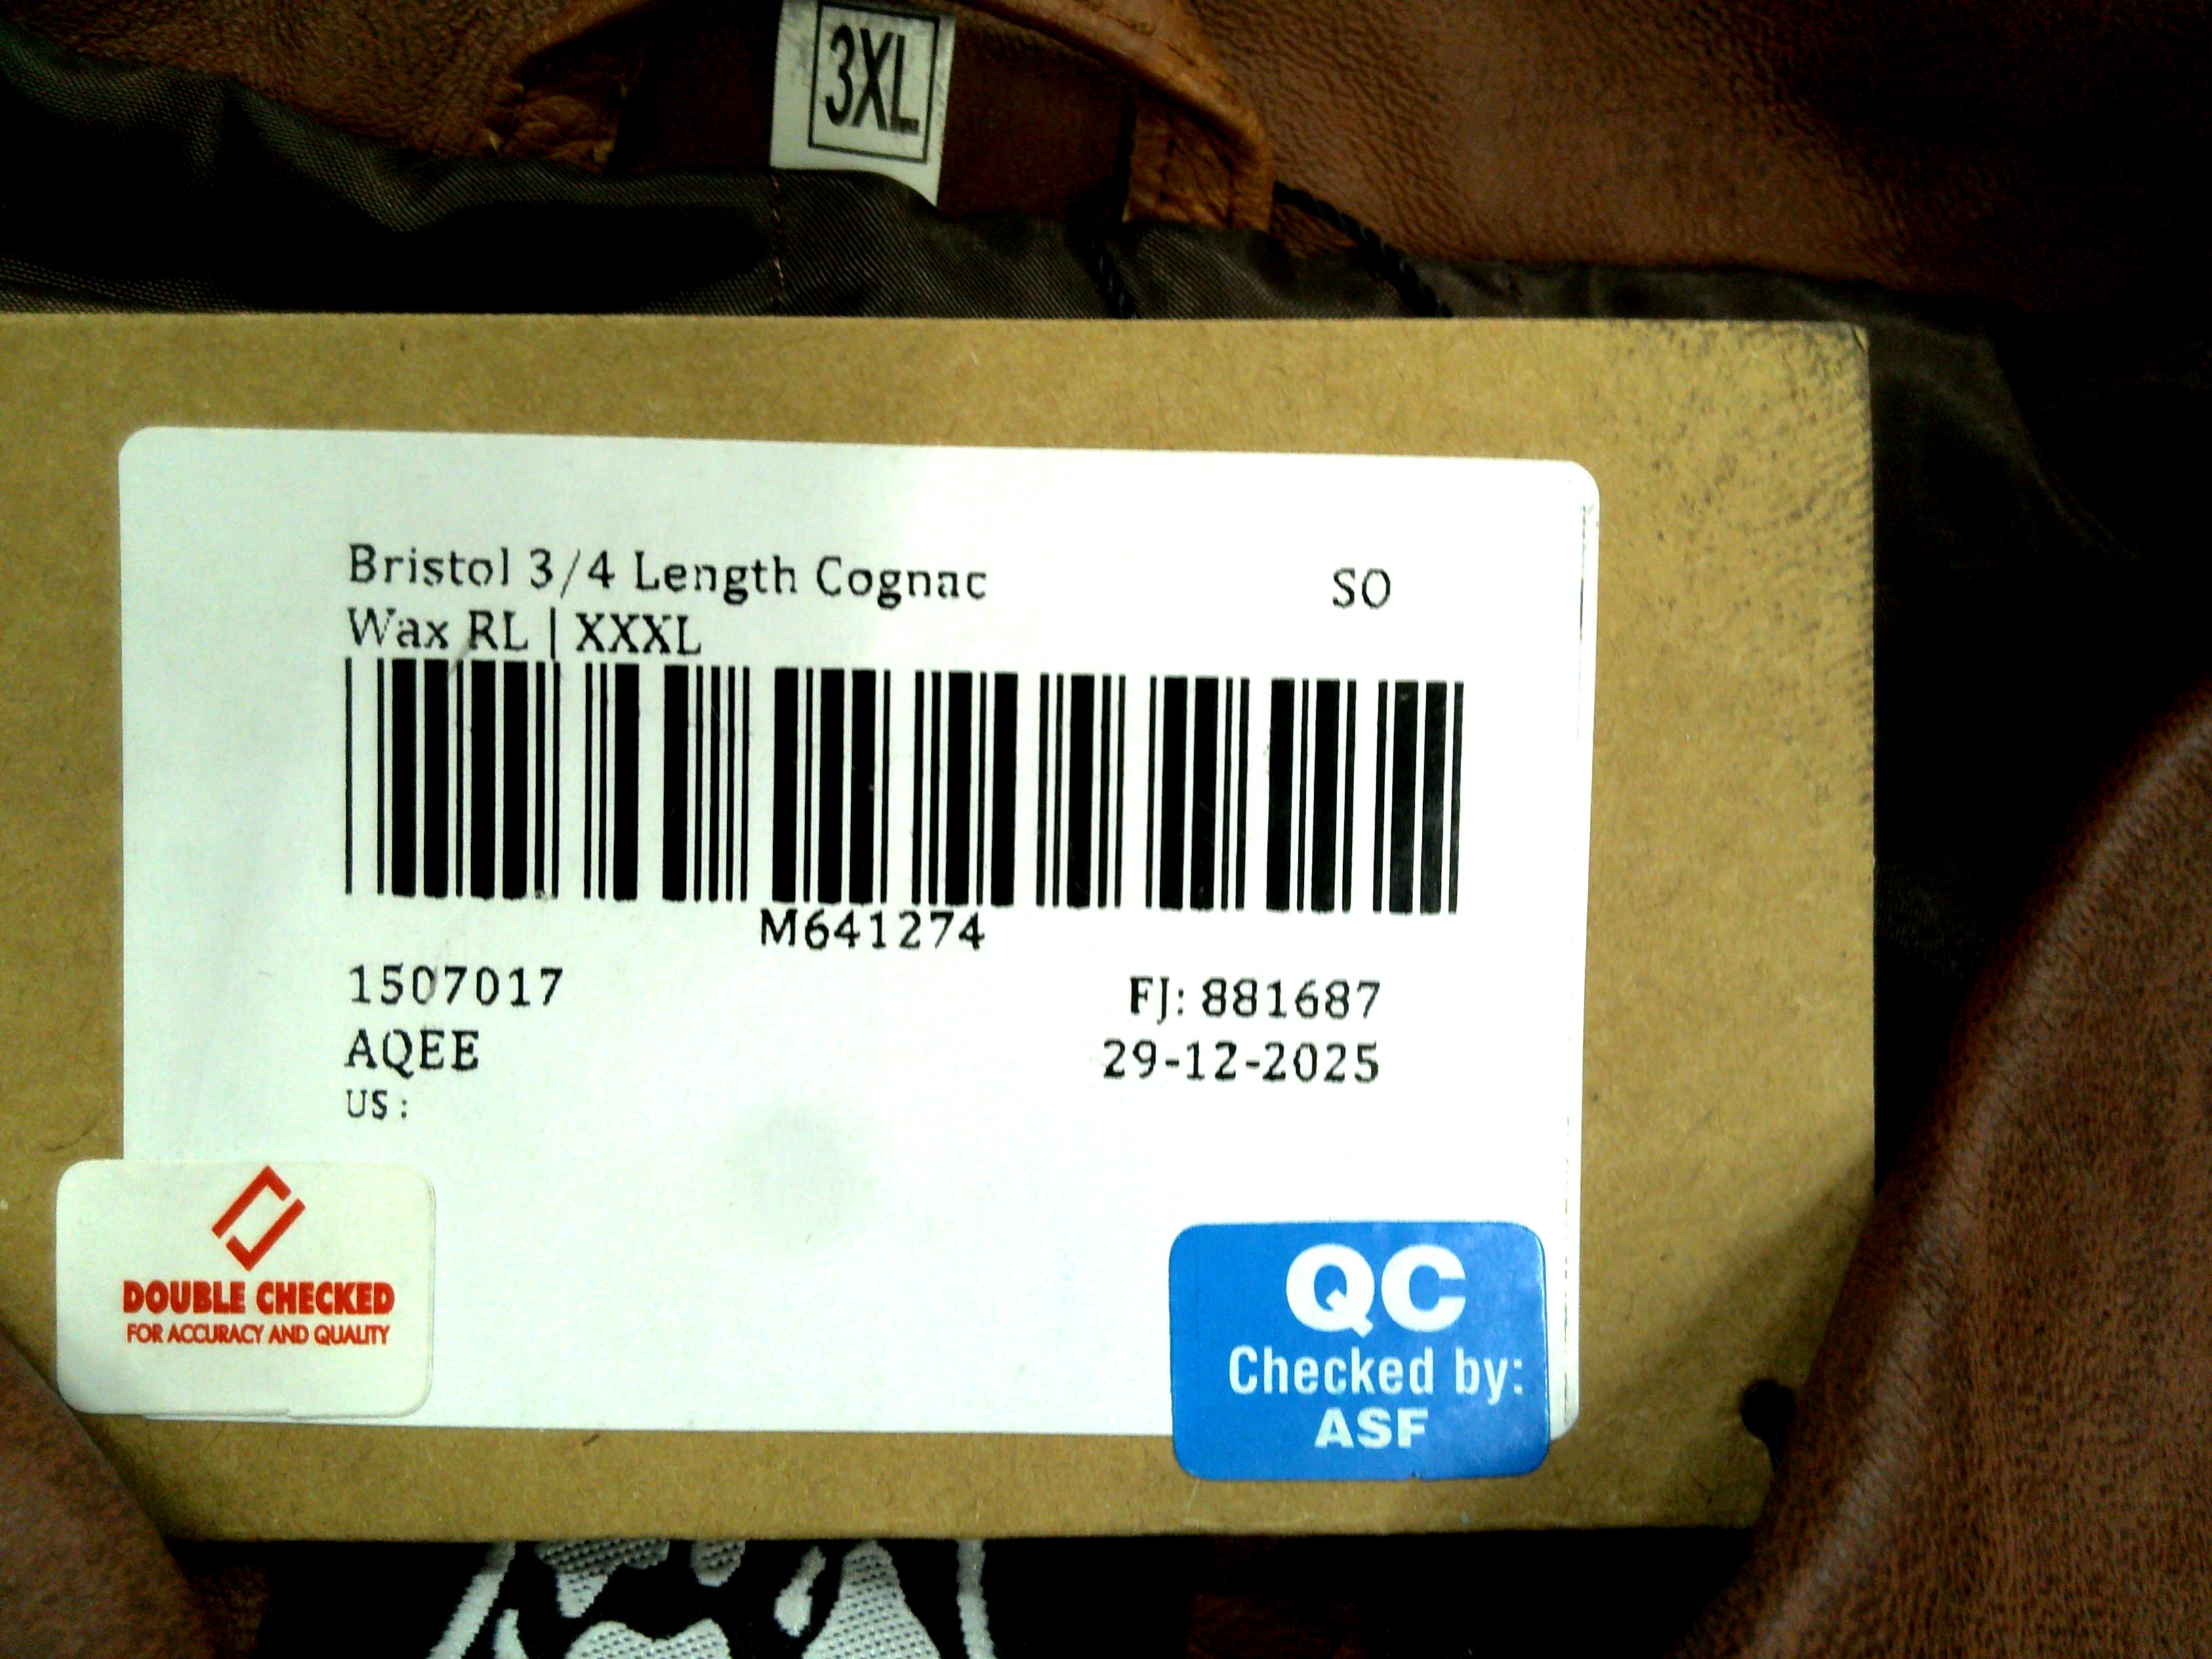 3XL
Bristol 3/4 Length Cognac
Wax RL | XXXL
SO
M641274
1507017
FJ: 881687
AQEE
29-12-2025
US :
DOUBLE CHECKED
FOR ACCURACY AND QUALITY
QC
Checked by:
ASF